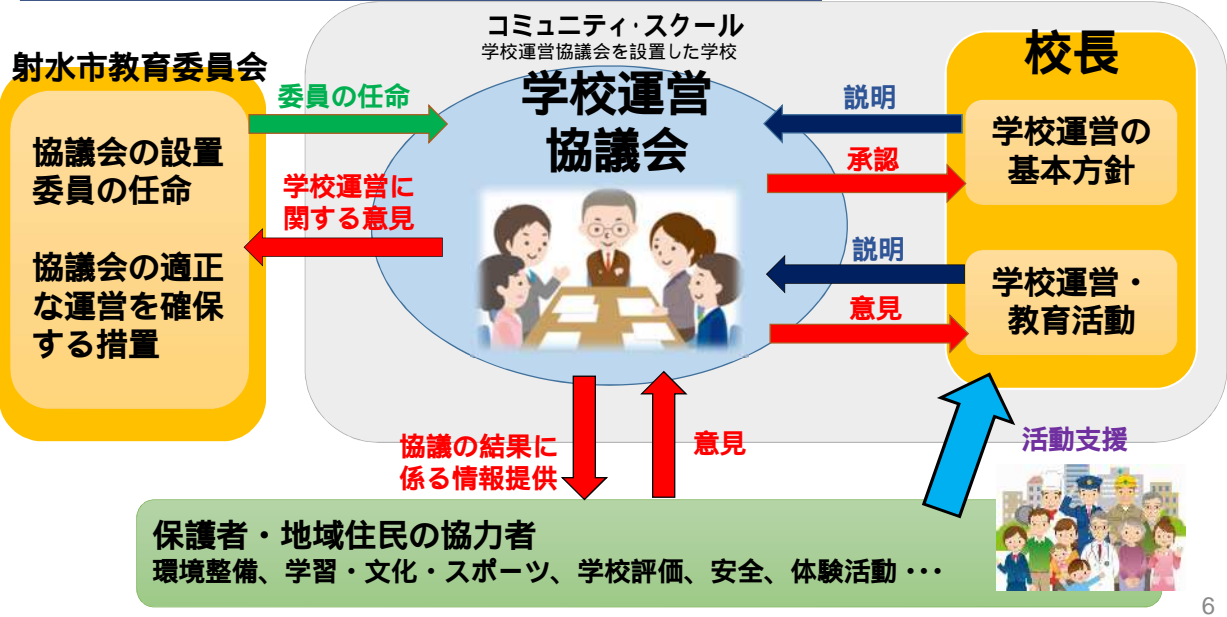 コミュニティ・スクール
学校運営協議会を設置した学校
射水市教育委員会
協議会の設置
委員の任命
協議会の適正
な運営を確保
する措置
委員の任命
学校運営に
関する意見
学校運営
協議会
説明
承認
説明
意見
校長
学校運営の
基本方針
学校運営・
教育活動
協議の結果に
係る情報提供
意見
活動支援
保護者・地域住民の協力者
環境整備、学習・文化・スポーツ、学校評価、安全、体験活動・・・
6